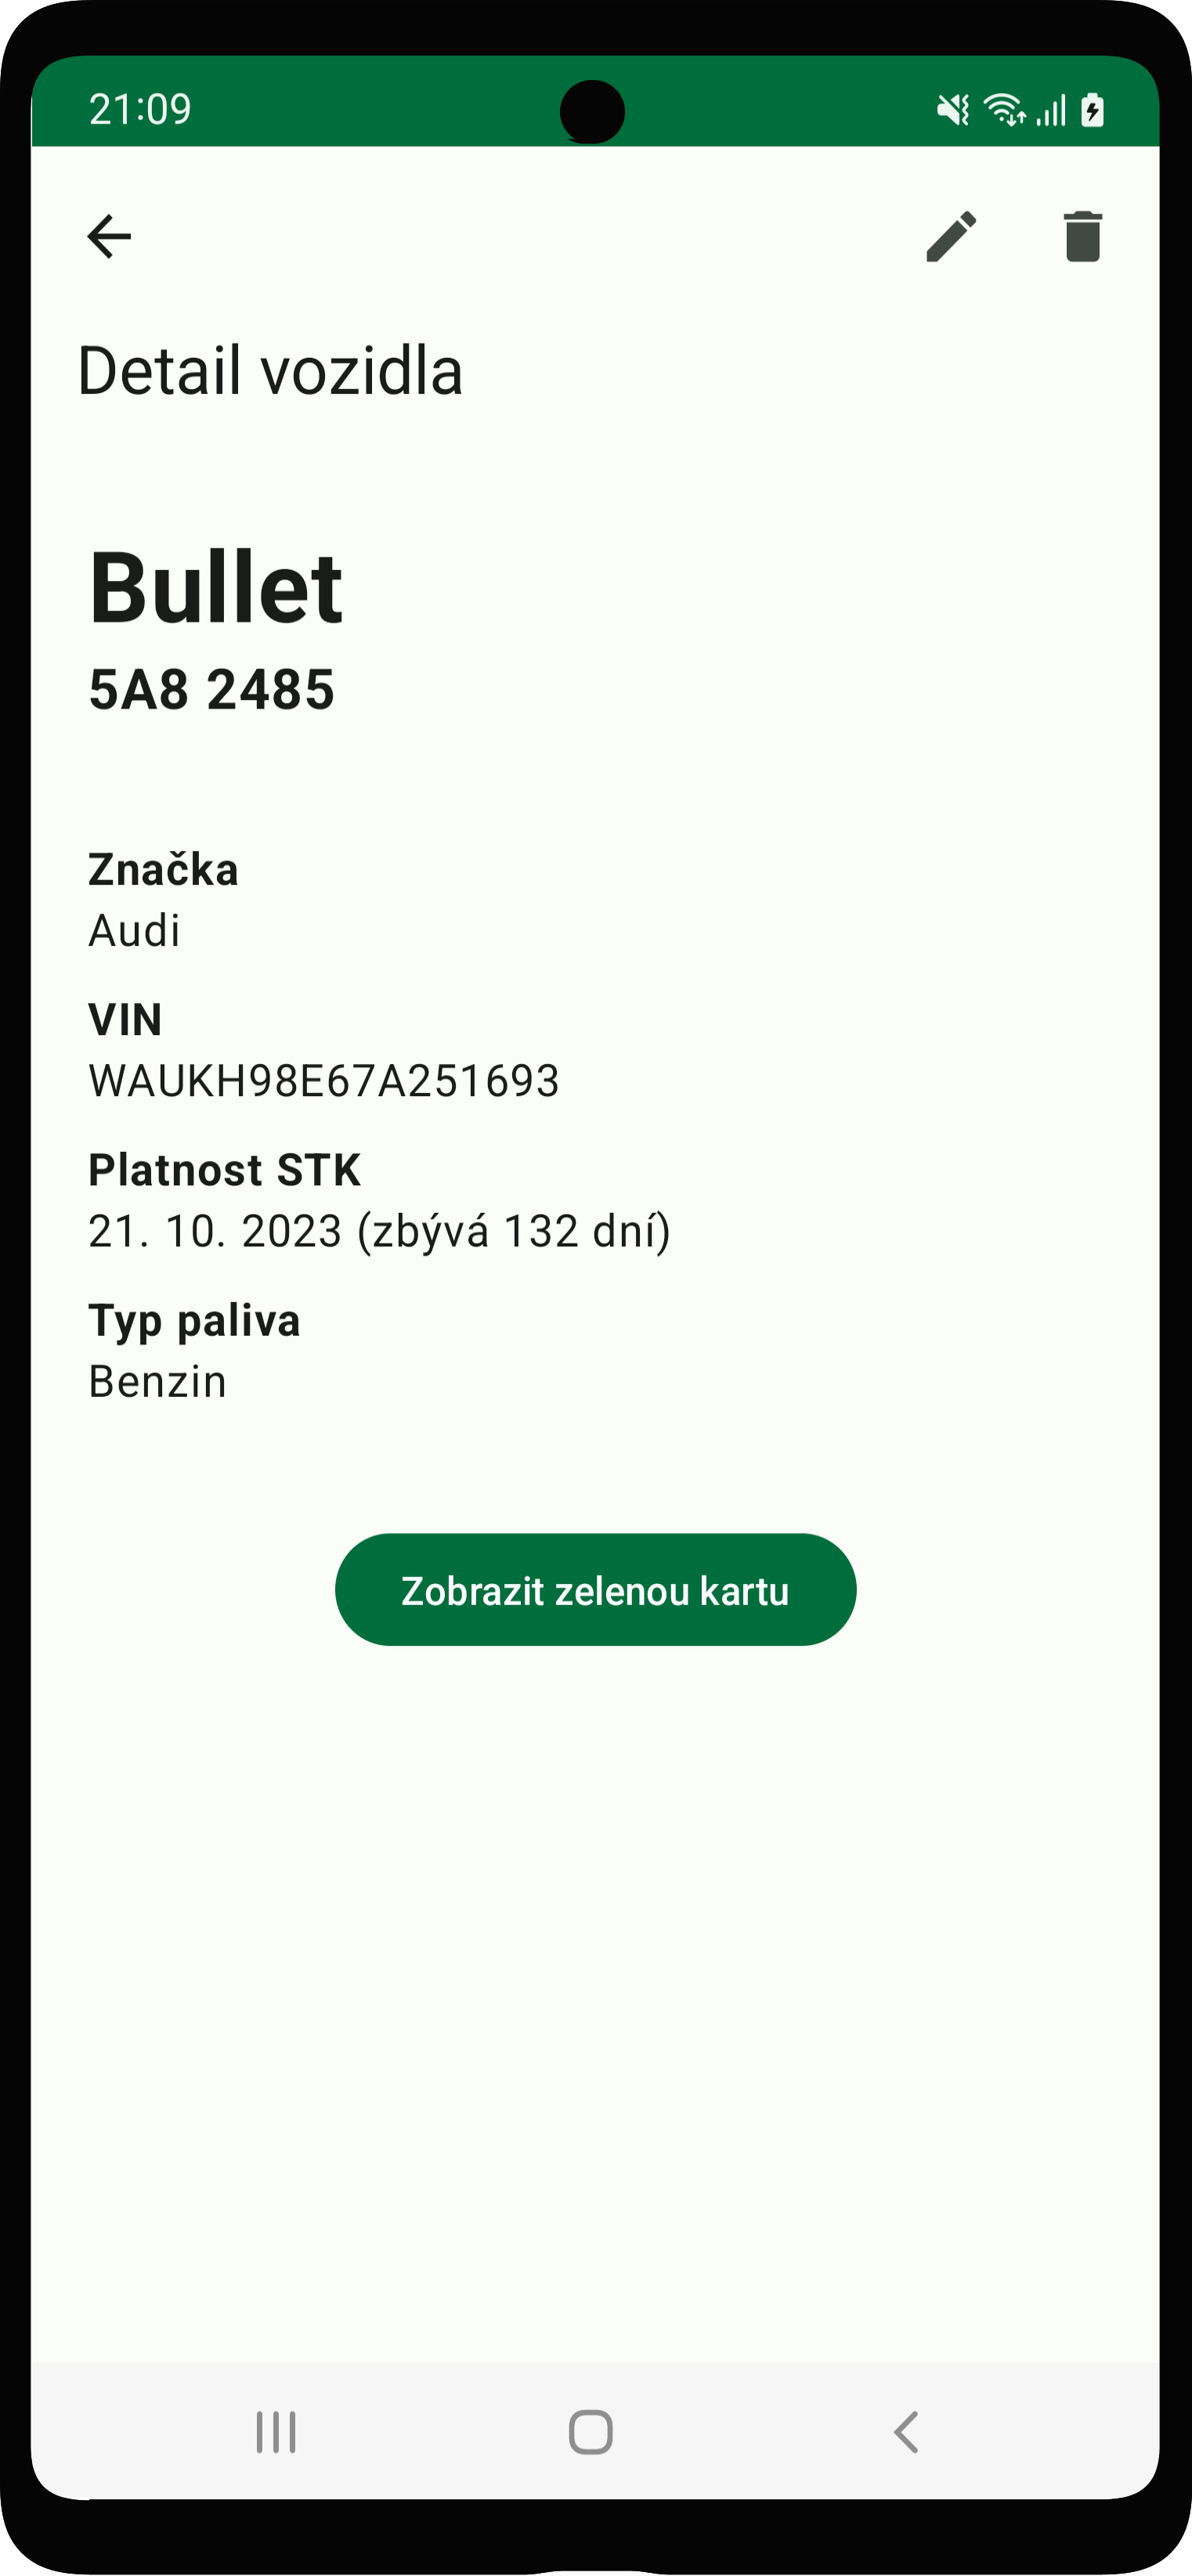 21:09
Detail vozidla
Bullet
5A8 2485
Značka
Audi
VIN
WAUKH98E67A251693
Platnost STK
21. 10. 2023 (zbývá 132 dní)
Typ paliva
Benzin
Zobrazit zelenou kartu